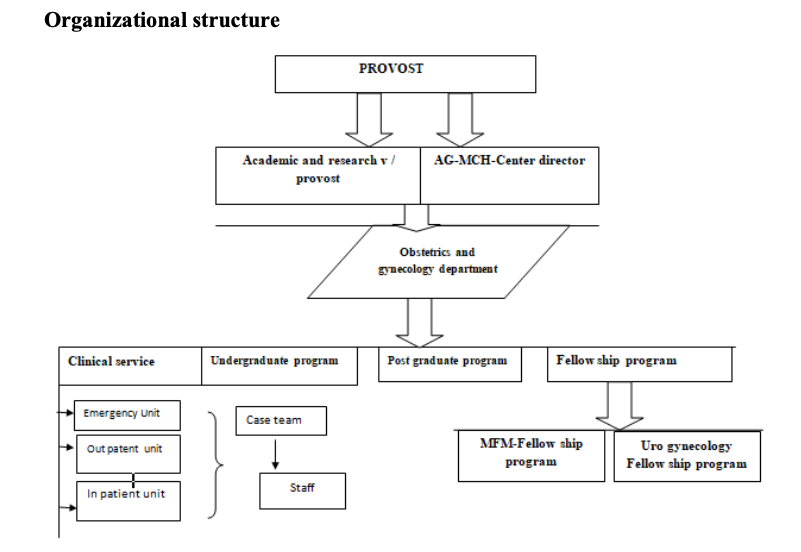 Organizational structure
PROVOST
Academic and research v /
provost
AG-MCH-Center director
Obstetrics and
gynecology department
Clinical service
Undergraduate program
Post graduate program
Fellow ship program
Emergency Unit
Out patent unit
In patient unit
Case team
Staff
MFM-Fellow ship
program
Uro gynecology
Fellow ship program